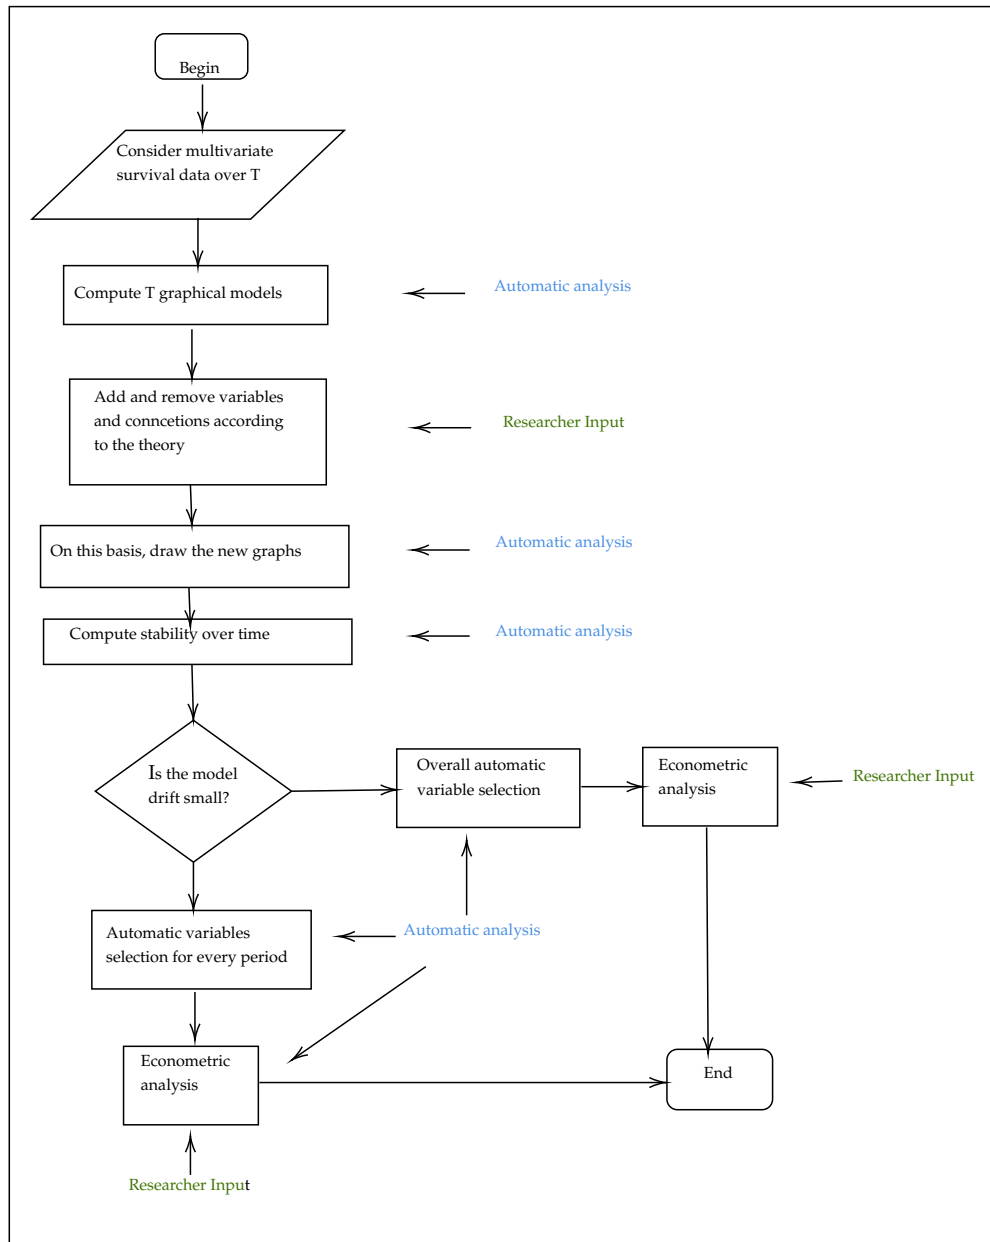 Begin
Consider multivariate
survival data over T
Compute T graphical models
Automatic analysis
Add and remove variables
and conncetions according
to the theory
Researcher Input
On this basis, draw the new graphs
Automatic analysis
Compute stability over time
Automatic analysis
Is the model
drift small?
Overall automatic
variable selection
Econometric
analysis
Researcher Input
Automatic variables
selection for every period
Automatic analysis
Econometric
analysis
End
Researcher Input